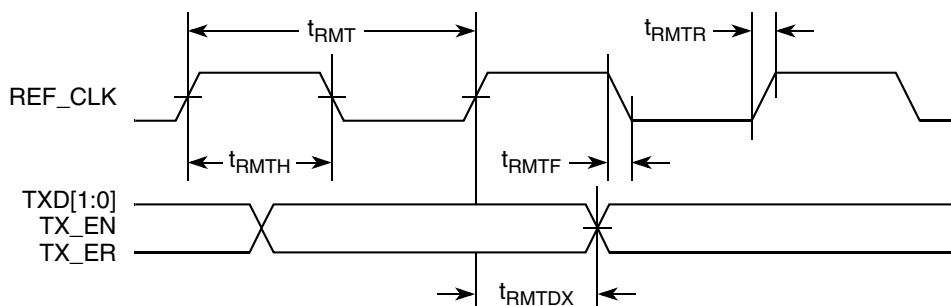 tRMT
tRMTR
REF_CLK
tRMTH
tRMTF
TXD[1:0]
TX_EN
TX_ER
tRMTDX